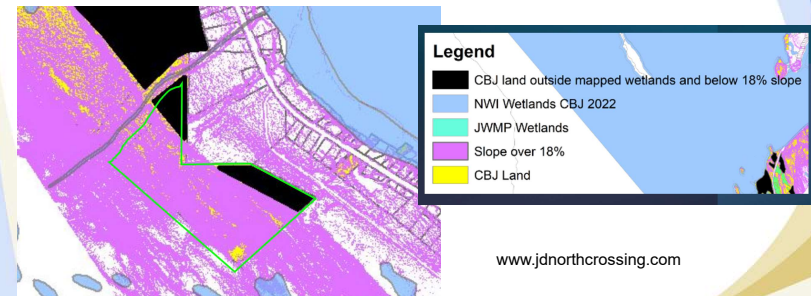 Legend
CBJ land outside mapped wetlands and below 18% slope
NWI Wetlands CBJ 2022
JWMP Wetlands
Slope over 18%
CBJ Land
www.jdnorthcrossing.com